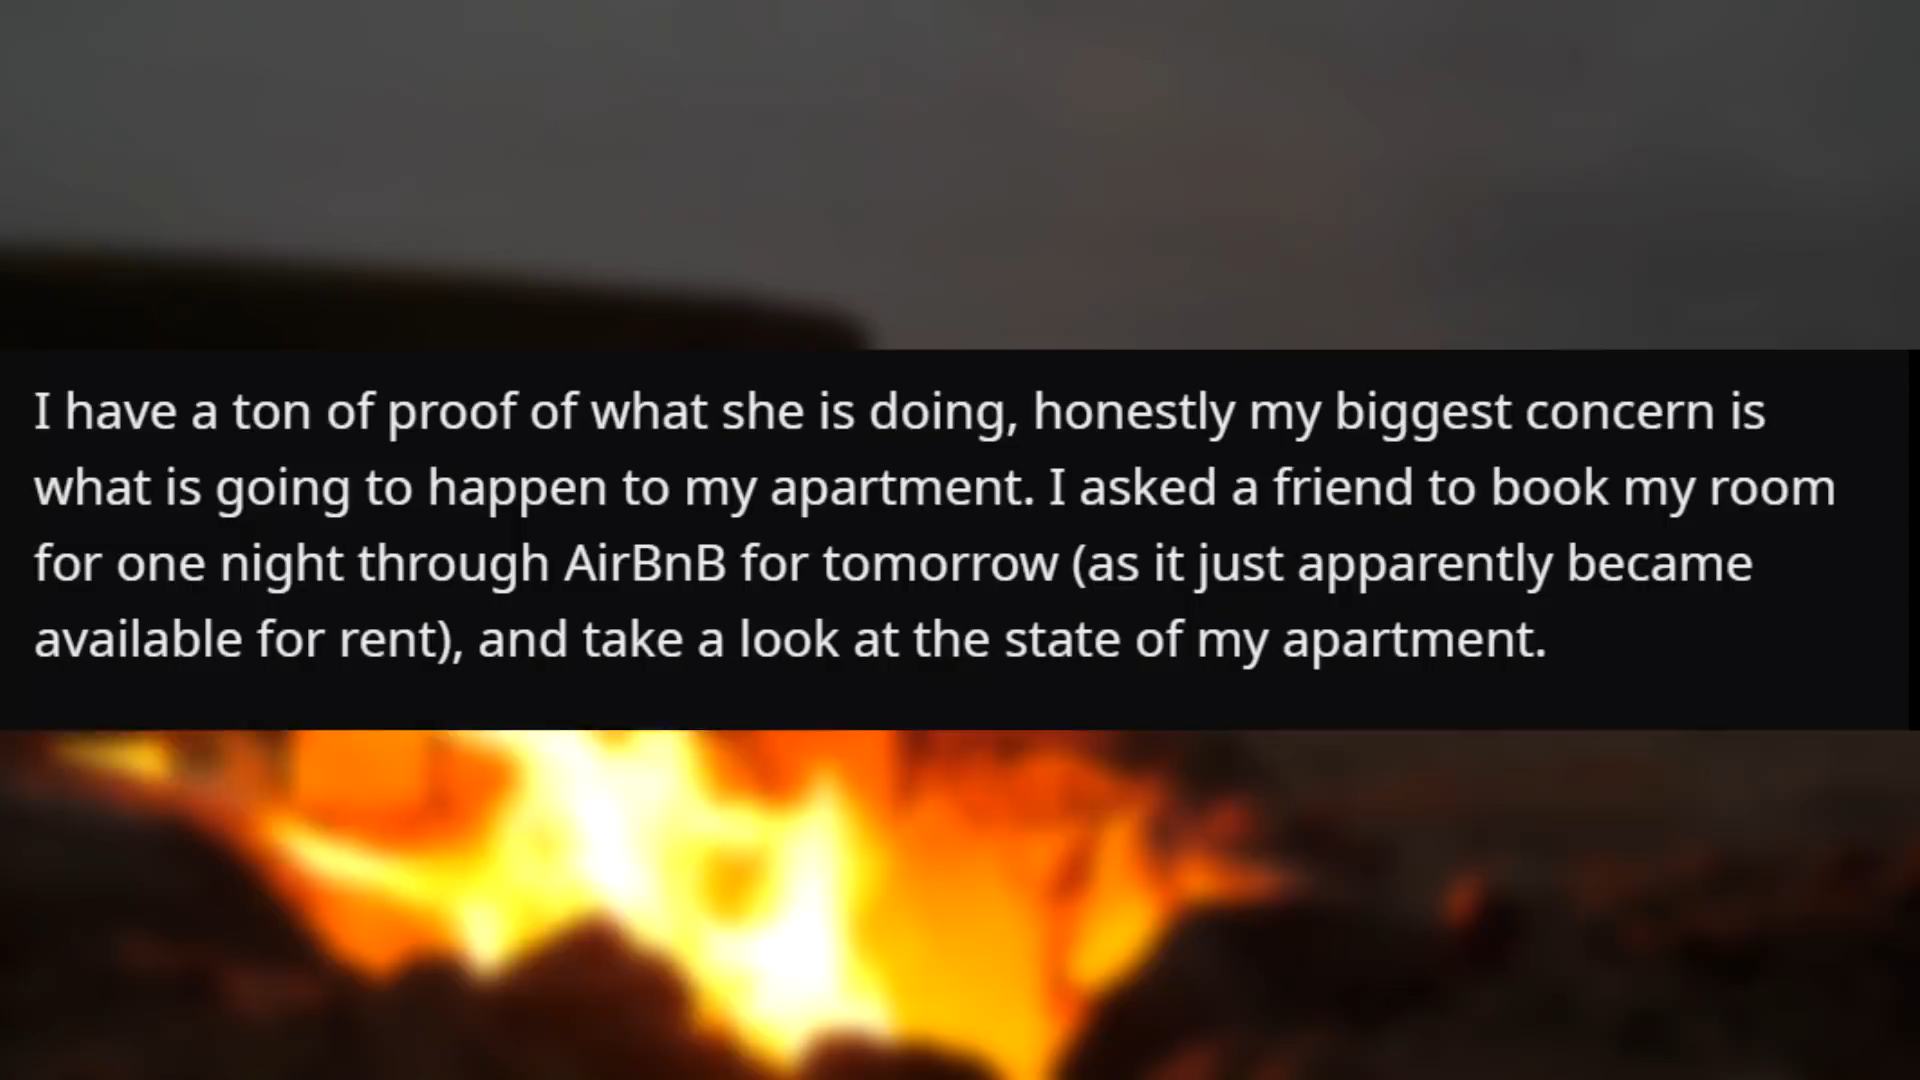 I have a ton of proof of what she is doing, honestly my biggest concern is
what is going to happen to my apartment. I asked a friend to book my room
for one night through AirBnB for tomorrow (as it just apparently became
available for rent), and take a look at the state of my apartment.